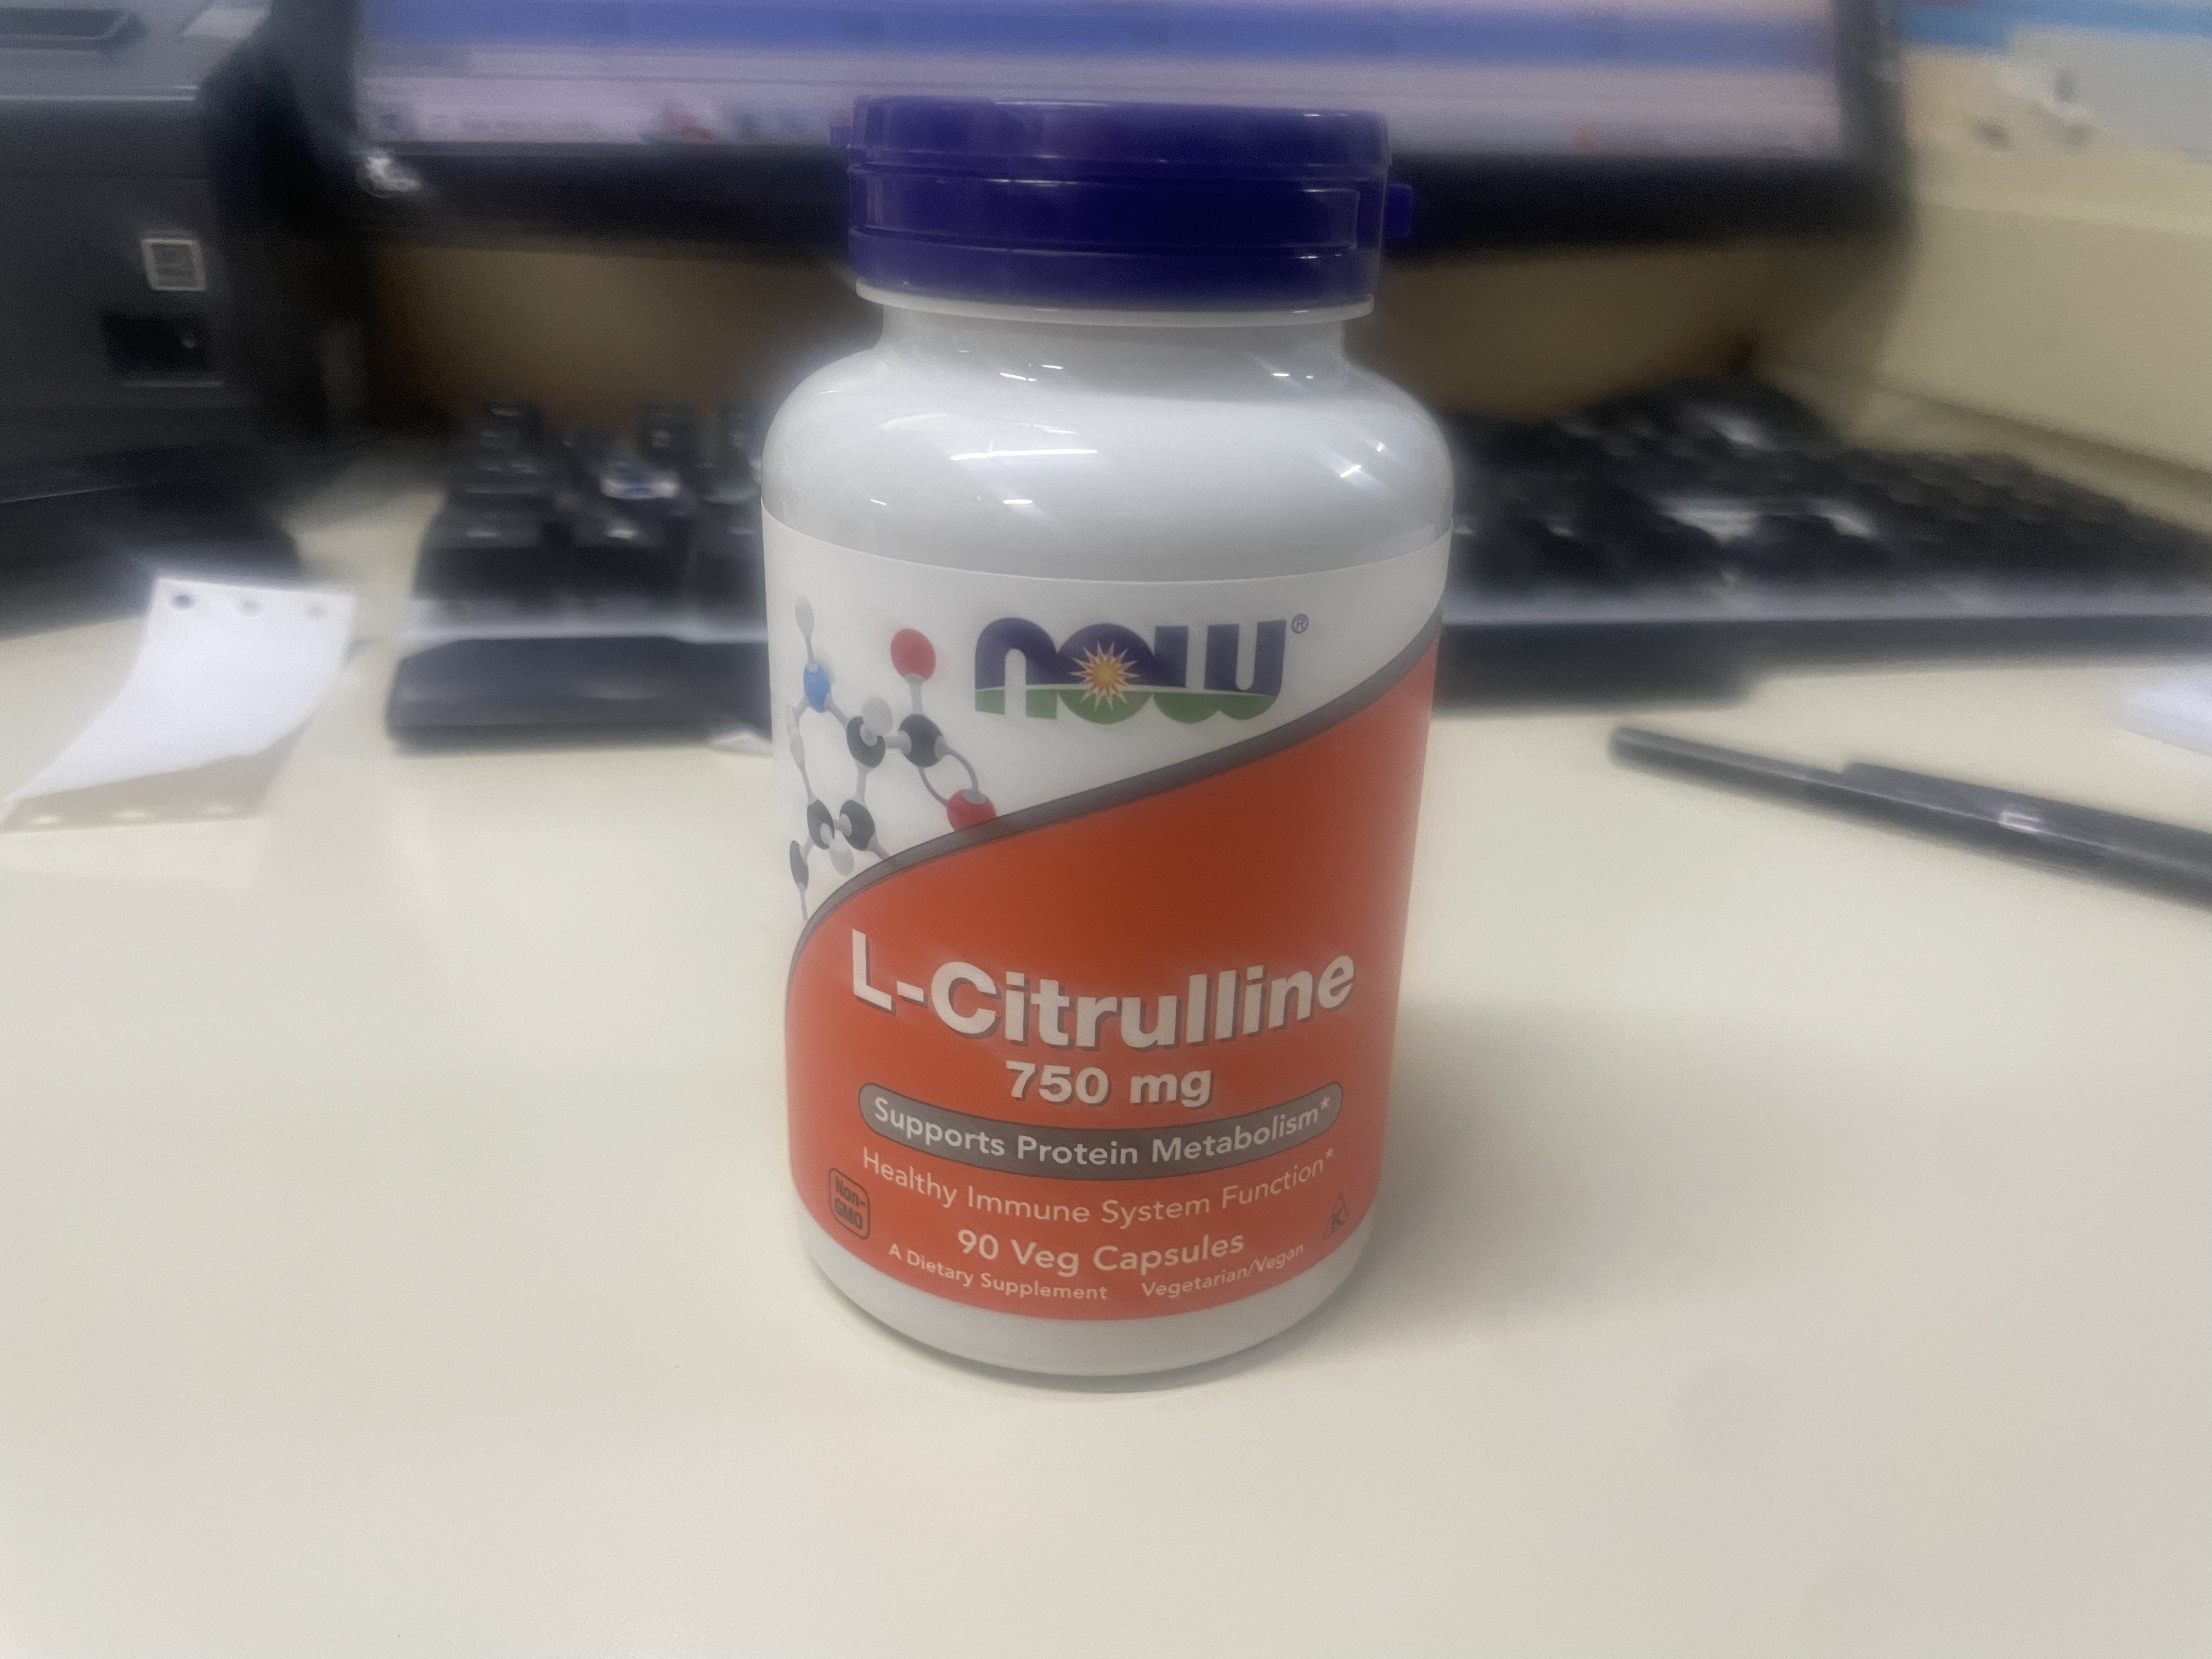 now®
L-Citrulline
750 mg
Supports Protein Metabolism*
Healthy Immune System Function*
Non-
GMO
K
90 Veg Capsules
A Dietary Supplement Vegetarian/Vegan